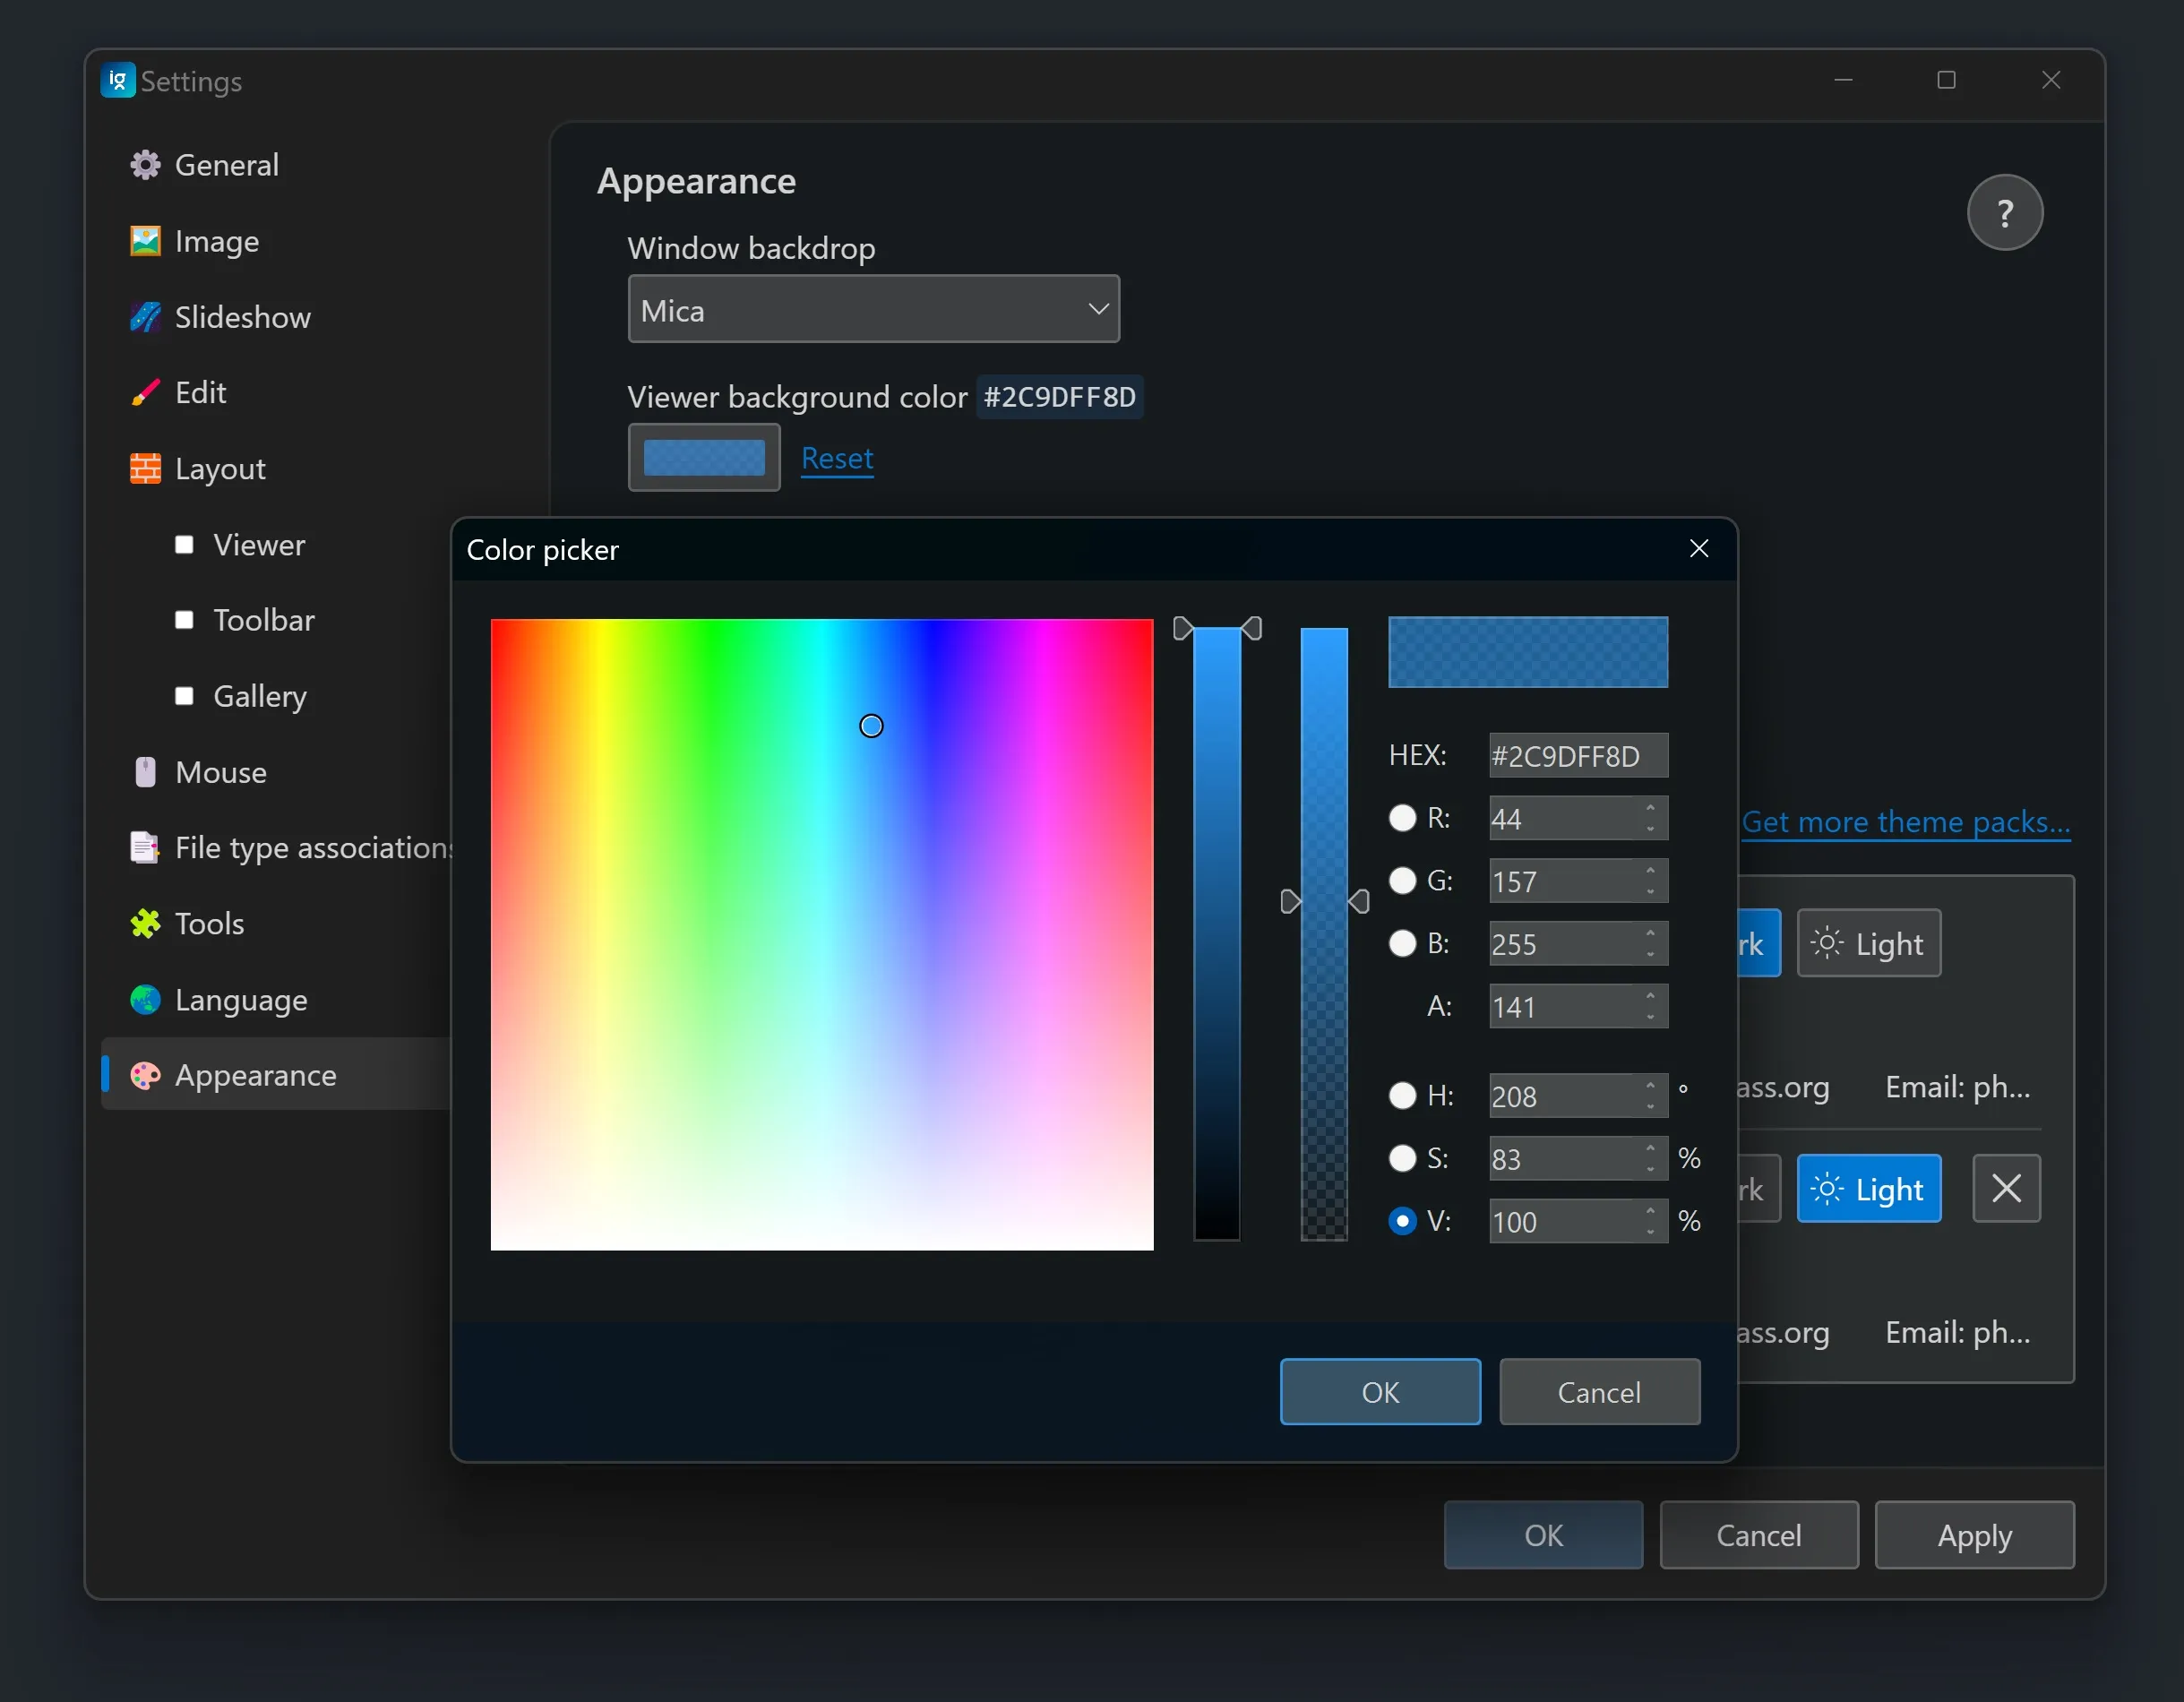 ig Settings
General
Image
Slideshow
Edit
Layout
Viewer
Toolbar
Gallery
Mouse
File type associations
Tools
Language
Appearance
Appearance
?
Window backdrop
Mica
Viewer background color #2C9DFF8D
Reset
Color picker
HEX: #2C9DFF8D
R: 44
G: 157
B: 255
A: 141
H: 208 °
S: 83 %
V: 100 %
OK Cancel
Get more theme packs...
rk Light
ass.org Email: ph...
rk Light
ass.org Email: ph...
OK Cancel Apply